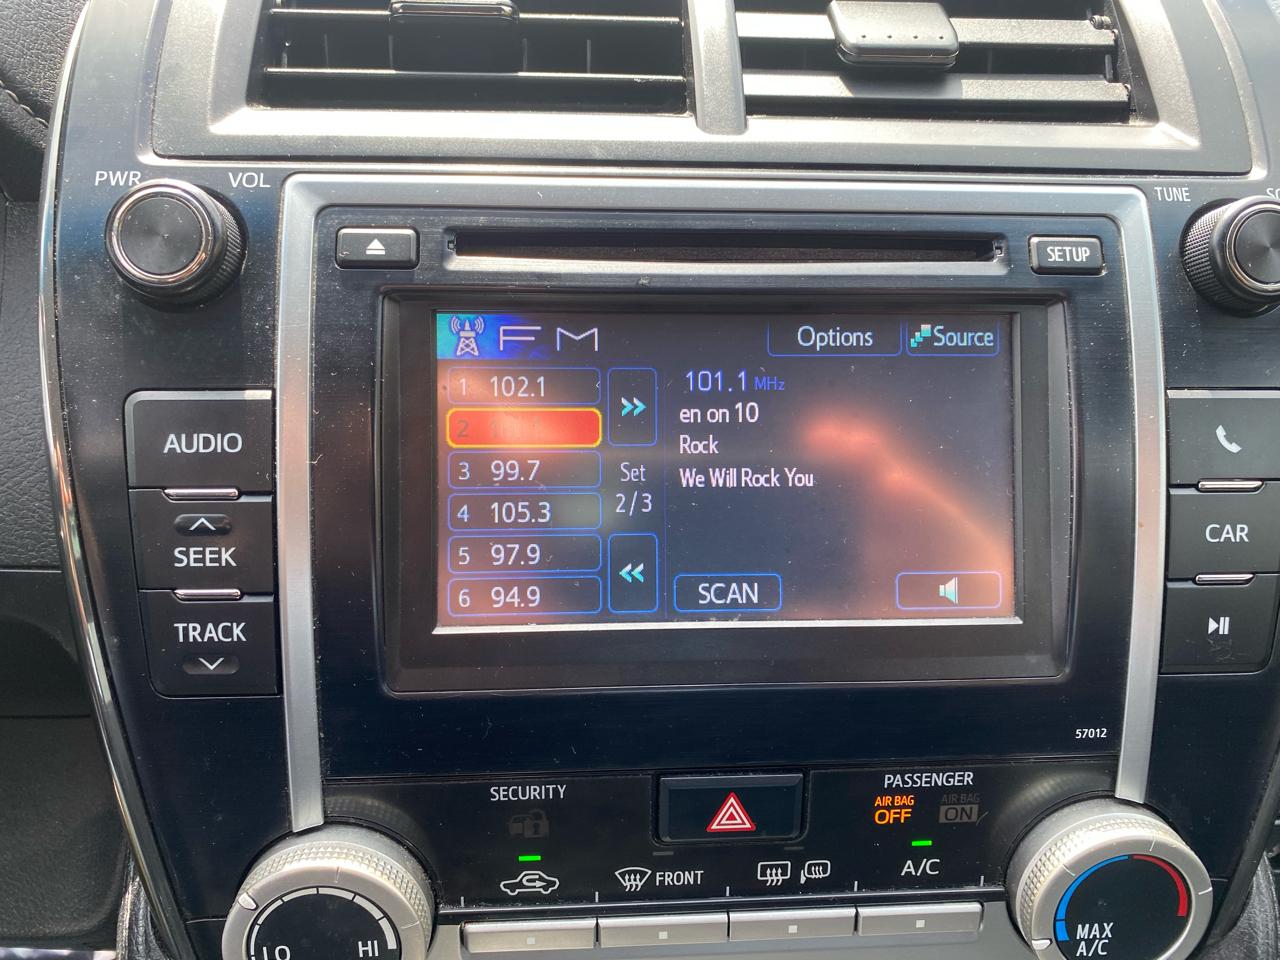 PWR VOL
TUNE
SETUP
FM
Options
Source
1 102.1
2
3 99.7
4 105.3
5 97.9
6 94.9
Set
2/3
101.1 MHz
en on 10
Rock
We Will Rock You
SCAN
AUDIO
SEEK
TRACK
CAR
57012
SECURITY
PASSENGER
AIR BAG
OFF
AIR BAG
ON
FRONT
A/C
LO HI
MAX
A/C